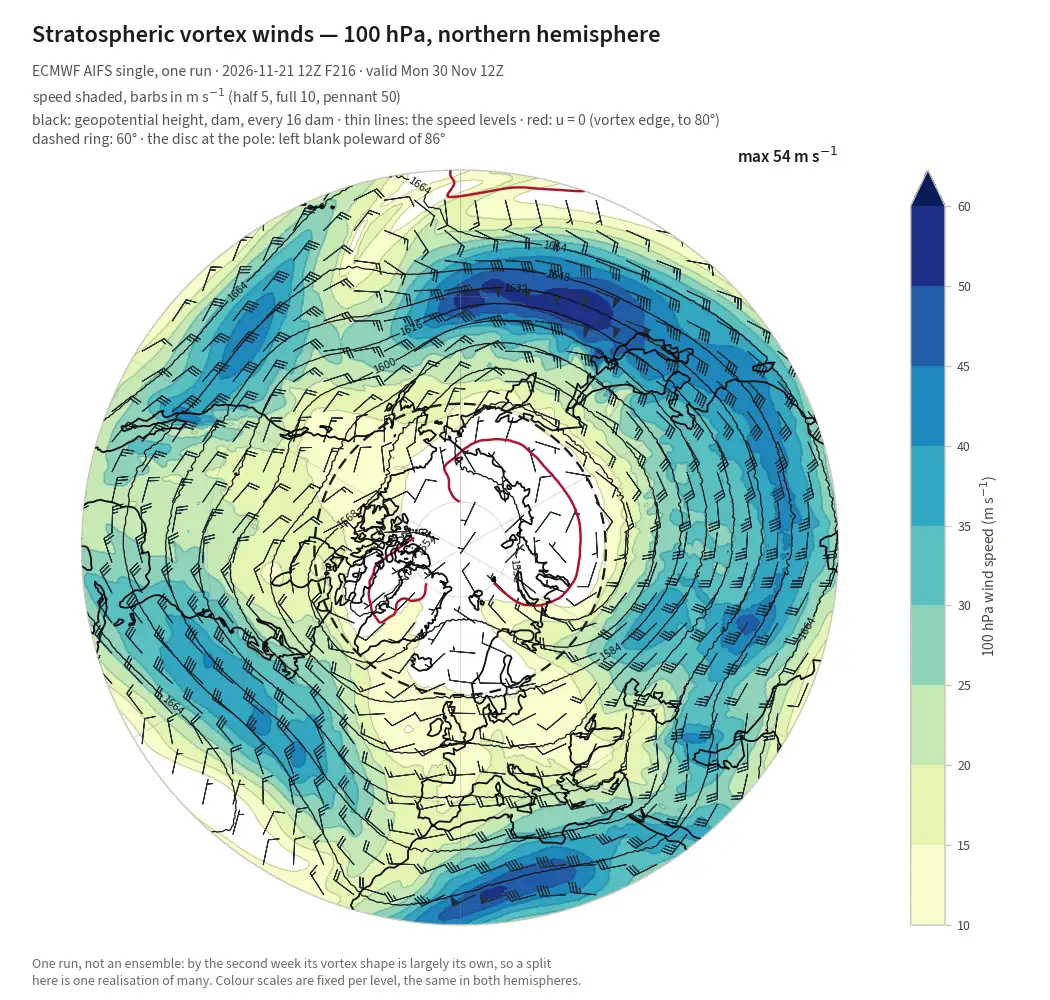 Stratospheric vortex winds — 100 hPa, northern hemisphere
ECMWF AIFS single, one run · 2026-11-21 12Z F216 · valid Mon 30 Nov 12Z
speed shaded, barbs in m s−1 (half 5, full 10, pennant 50)
black: geopotential height, dam, every 16 dam · thin lines: the speed levels · red: u = 0 (vortex edge, to 80°)
dashed ring: 60° · the disc at the pole: left blank poleward of 86°
max 54 m s−1
1664
1664
1648
1664
1632
1616
1600
1584
1664
1664
60
50
45
40
35
30
25
20
15
10
100 hPa wind speed (m s−1)
One run, not an ensemble: by the second week its vortex shape is largely its own, so a split
here is one realisation of many. Colour scales are fixed per level, the same in both hemispheres.